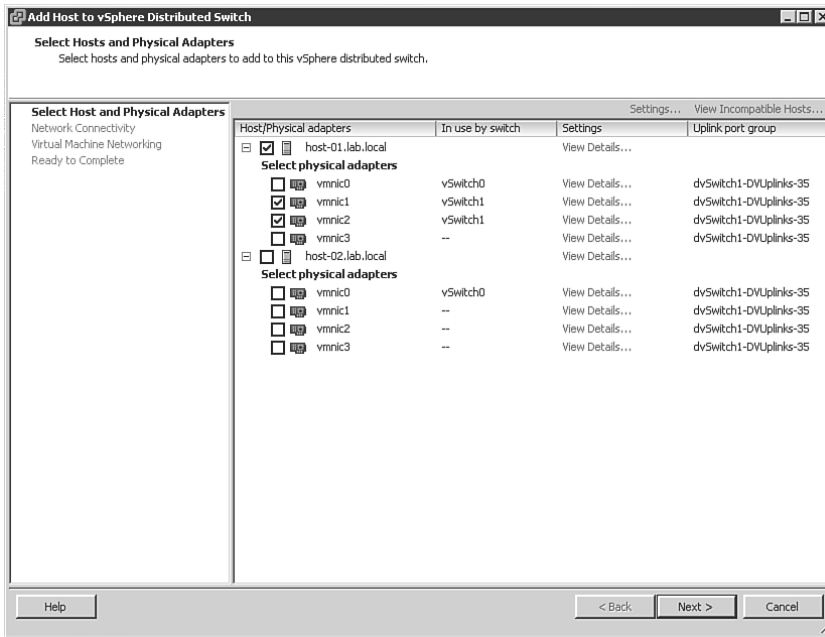 Add Host to vSphere Distributed Switch
Select Hosts and Physical Adapters
Select hosts and physical adapters to add to this vSphere distributed switch.
Select Host and Physical Adapters
Network Connectivity
Virtual Machine Networking
Ready to Complete
Settings... View Incompatible Hosts...
Host/Physical adapters In use by switch Settings Uplink port group
host-01.lab.local View Details...
Select physical adapters
vmnic0 vSwitch0 View Details... dvSwitch1-DVUplinks-35
vmnic1 vSwitch1 View Details... dvSwitch1-DVUplinks-35
vmnic2 vSwitch1 View Details... dvSwitch1-DVUplinks-35
vmnic3 -- View Details... dvSwitch1-DVUplinks-35
host-02.lab.local View Details...
Select physical adapters
vmnic0 vSwitch0 View Details... dvSwitch1-DVUplinks-35
vmnic1 -- View Details... dvSwitch1-DVUplinks-35
vmnic2 -- View Details... dvSwitch1-DVUplinks-35
vmnic3 -- View Details... dvSwitch1-DVUplinks-35
Help < Back Next > Cancel